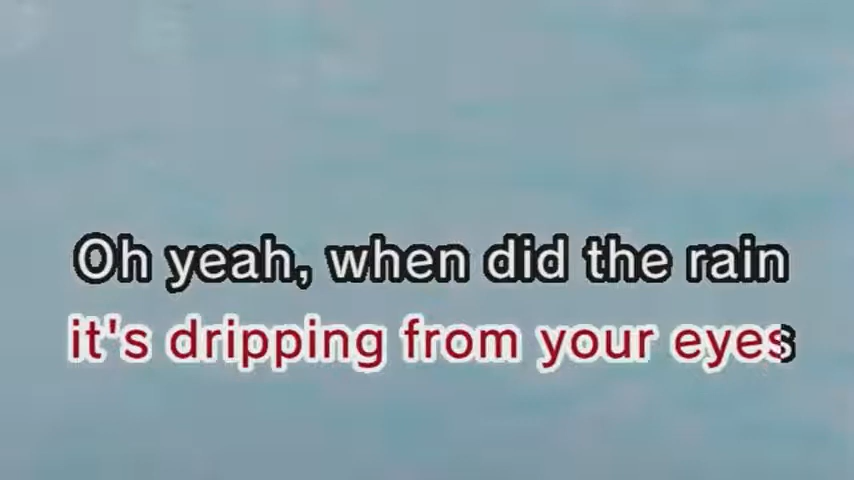 Oh yeah, when did the rain
it's dripping from your eyes